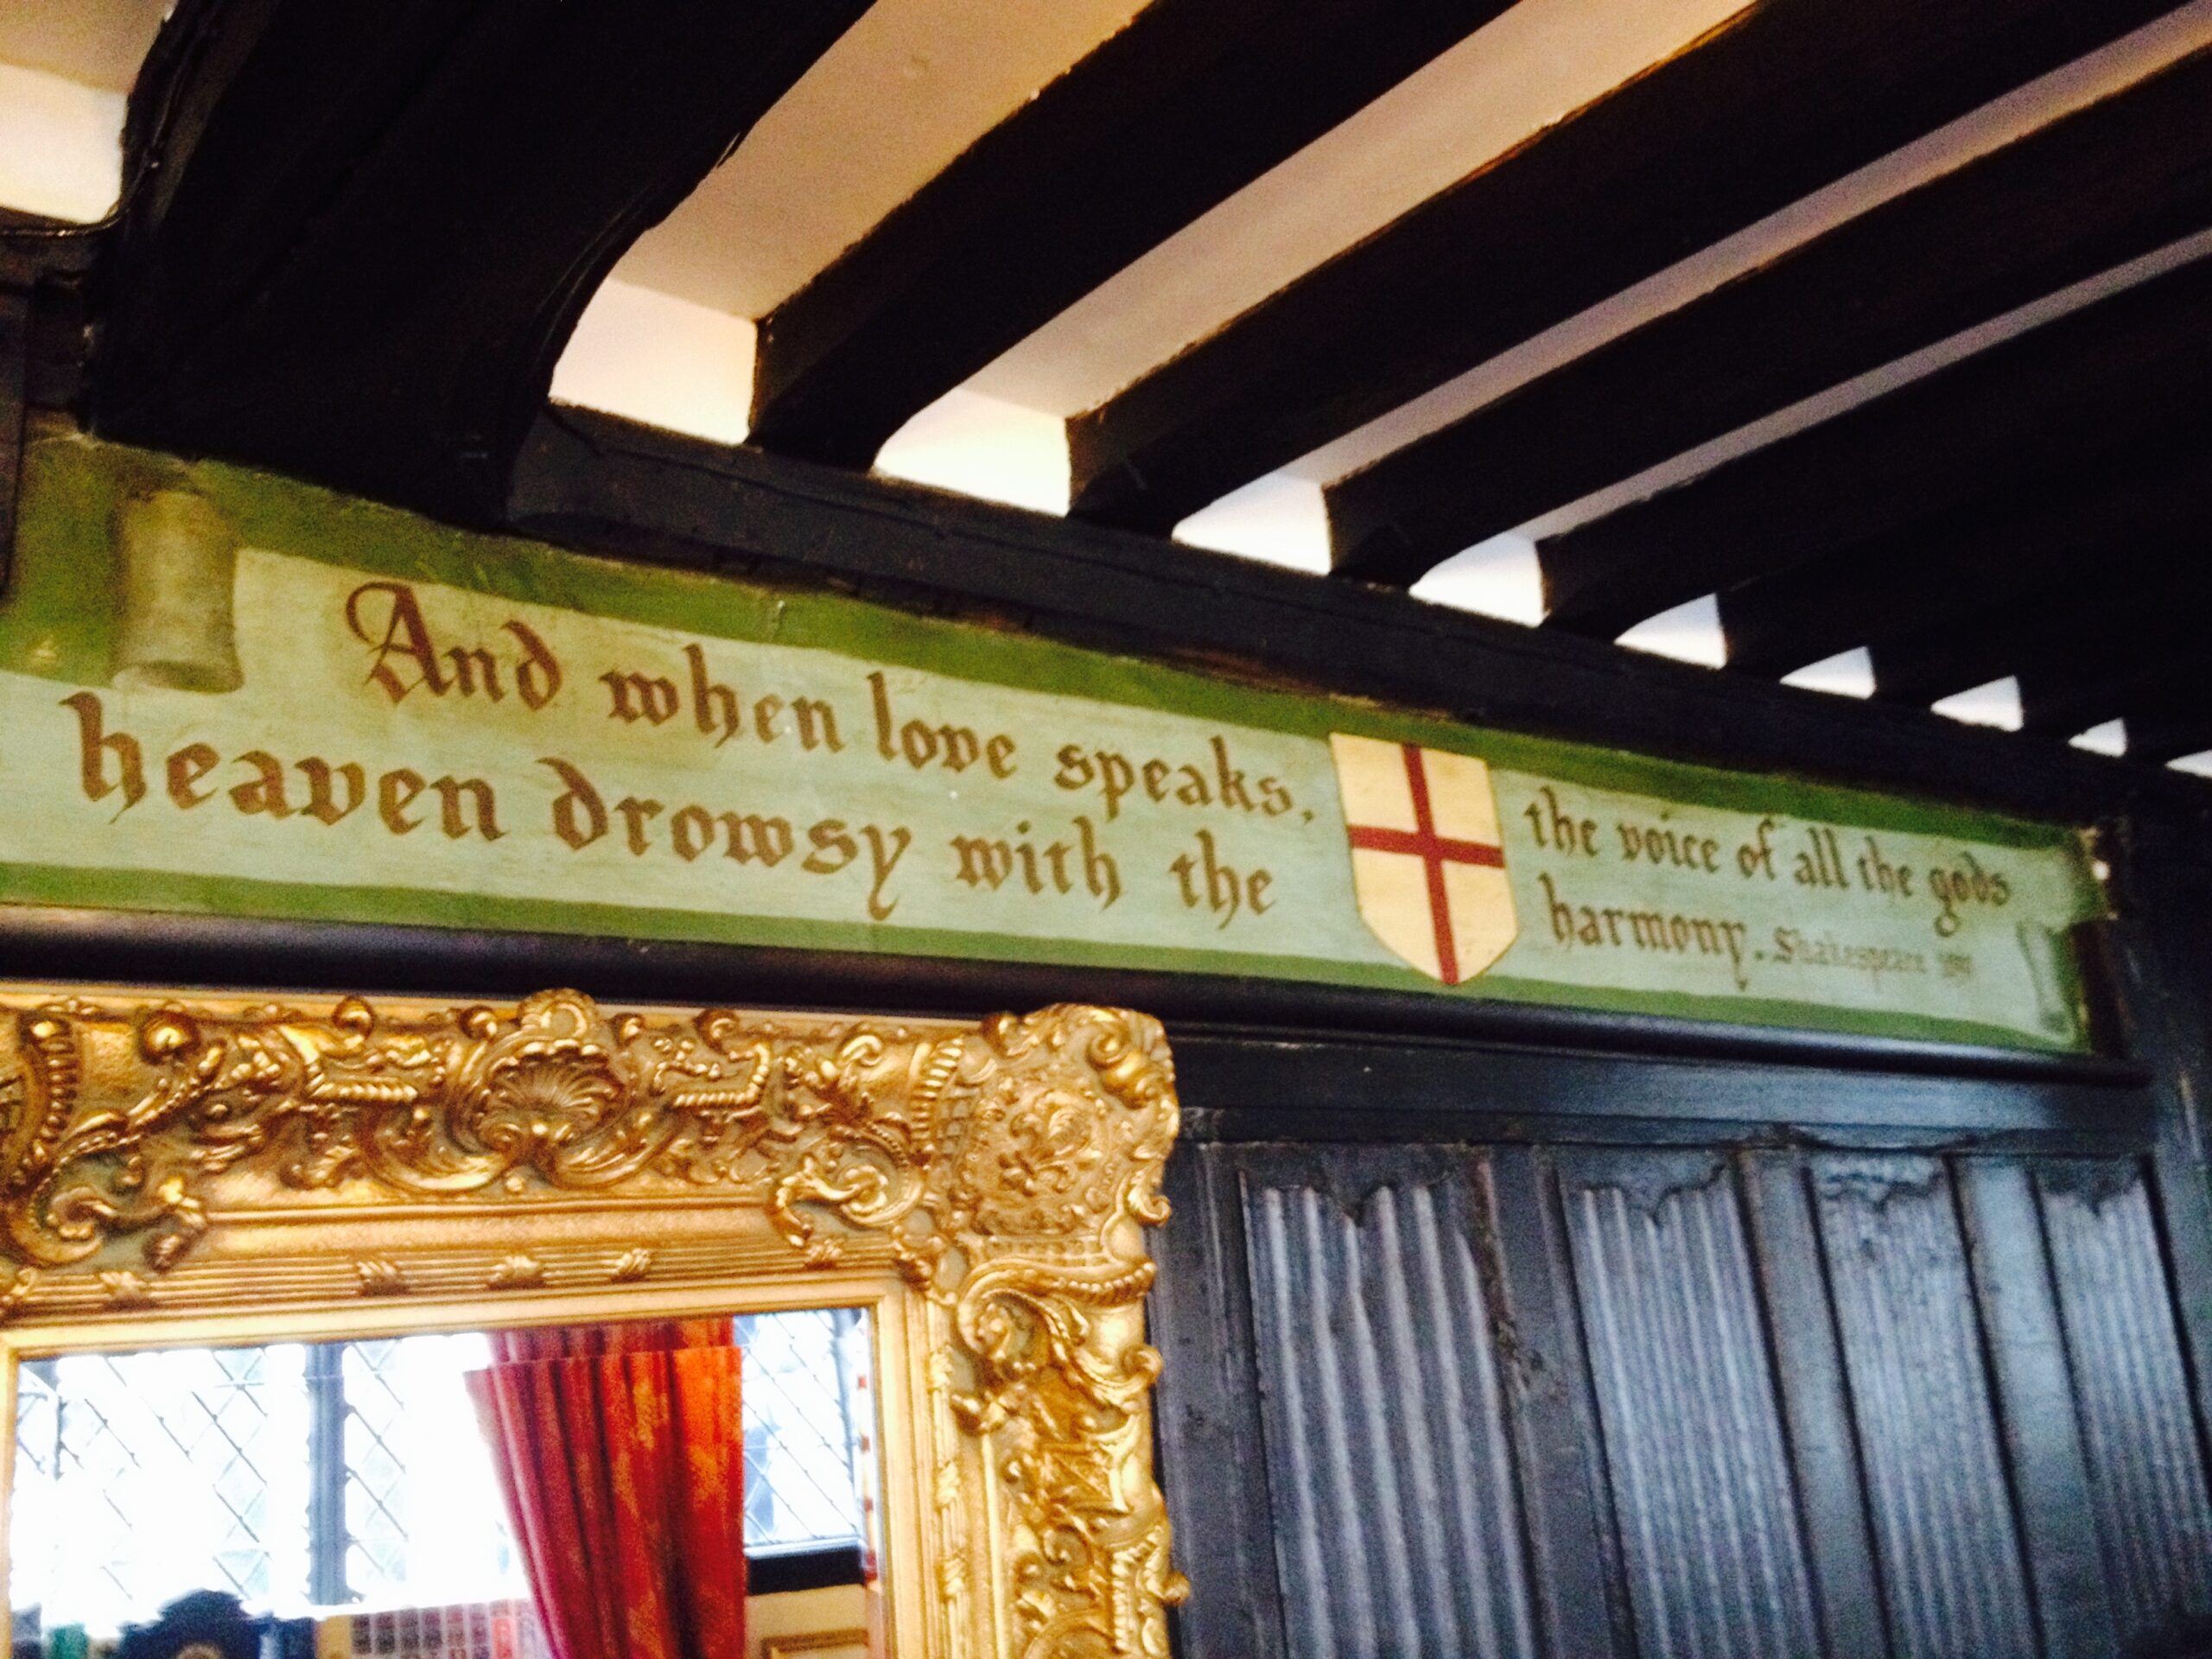 And when love speaks, the voice of all the gods
heaven drowsy with the harmony. Shakespeare